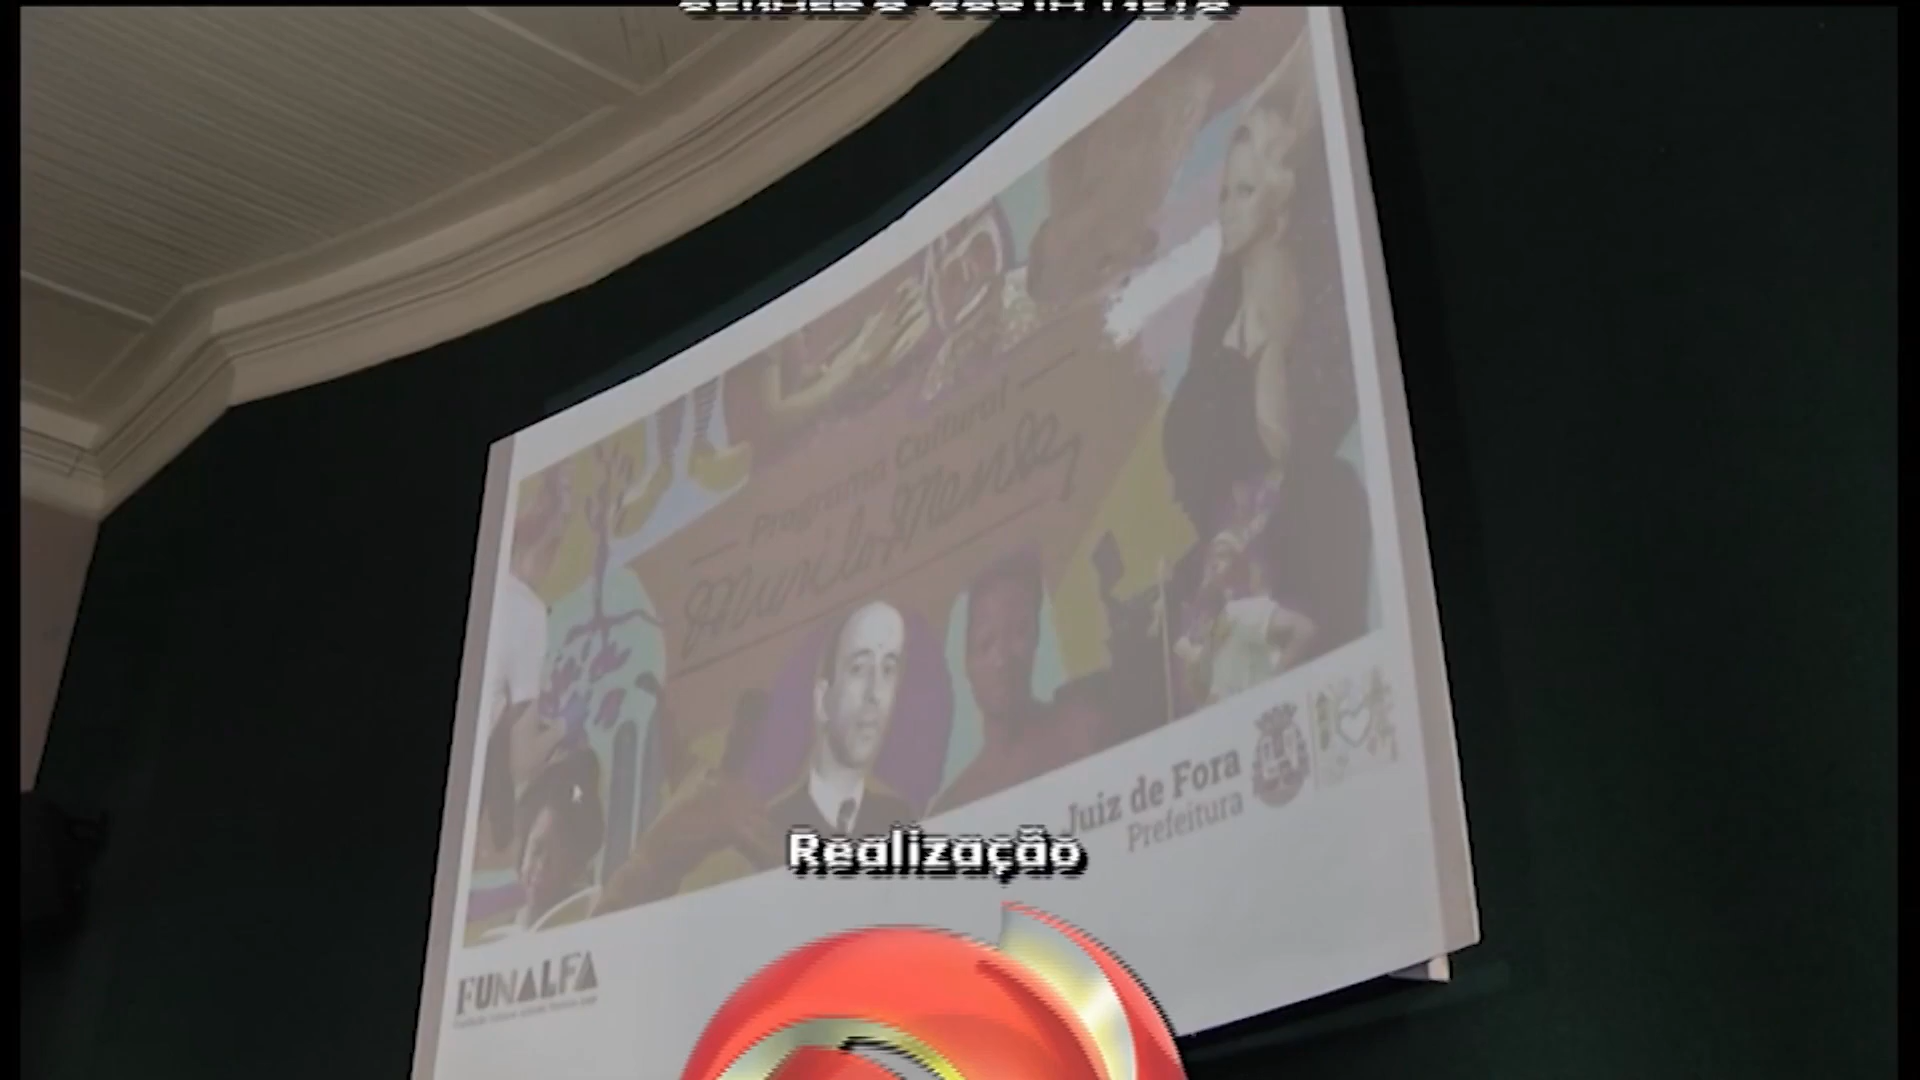 Programa Cultural
Murilo Mendes
Juiz de Fora
Prefeitura
Realização
FUNALFA